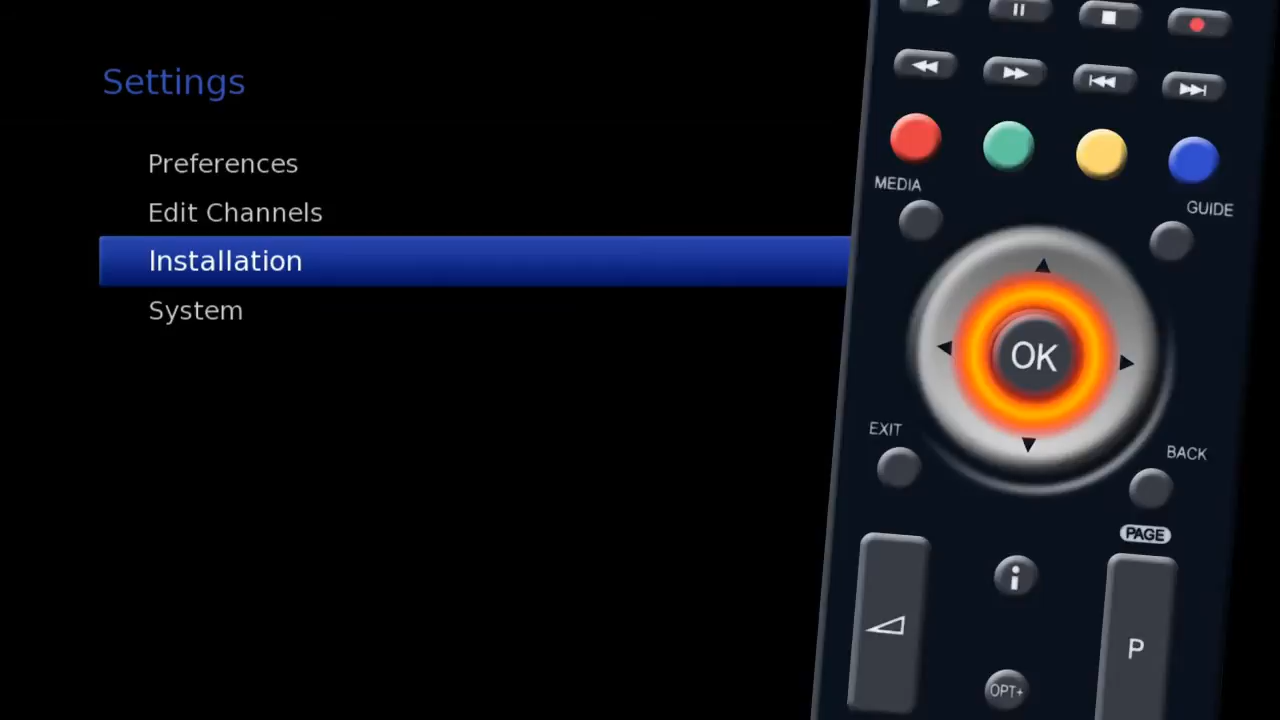 Settings
Preferences
Edit Channels
Installation
System
MEDIA
GUIDE
OK
EXIT
BACK
PAGE
i
P
OPT+